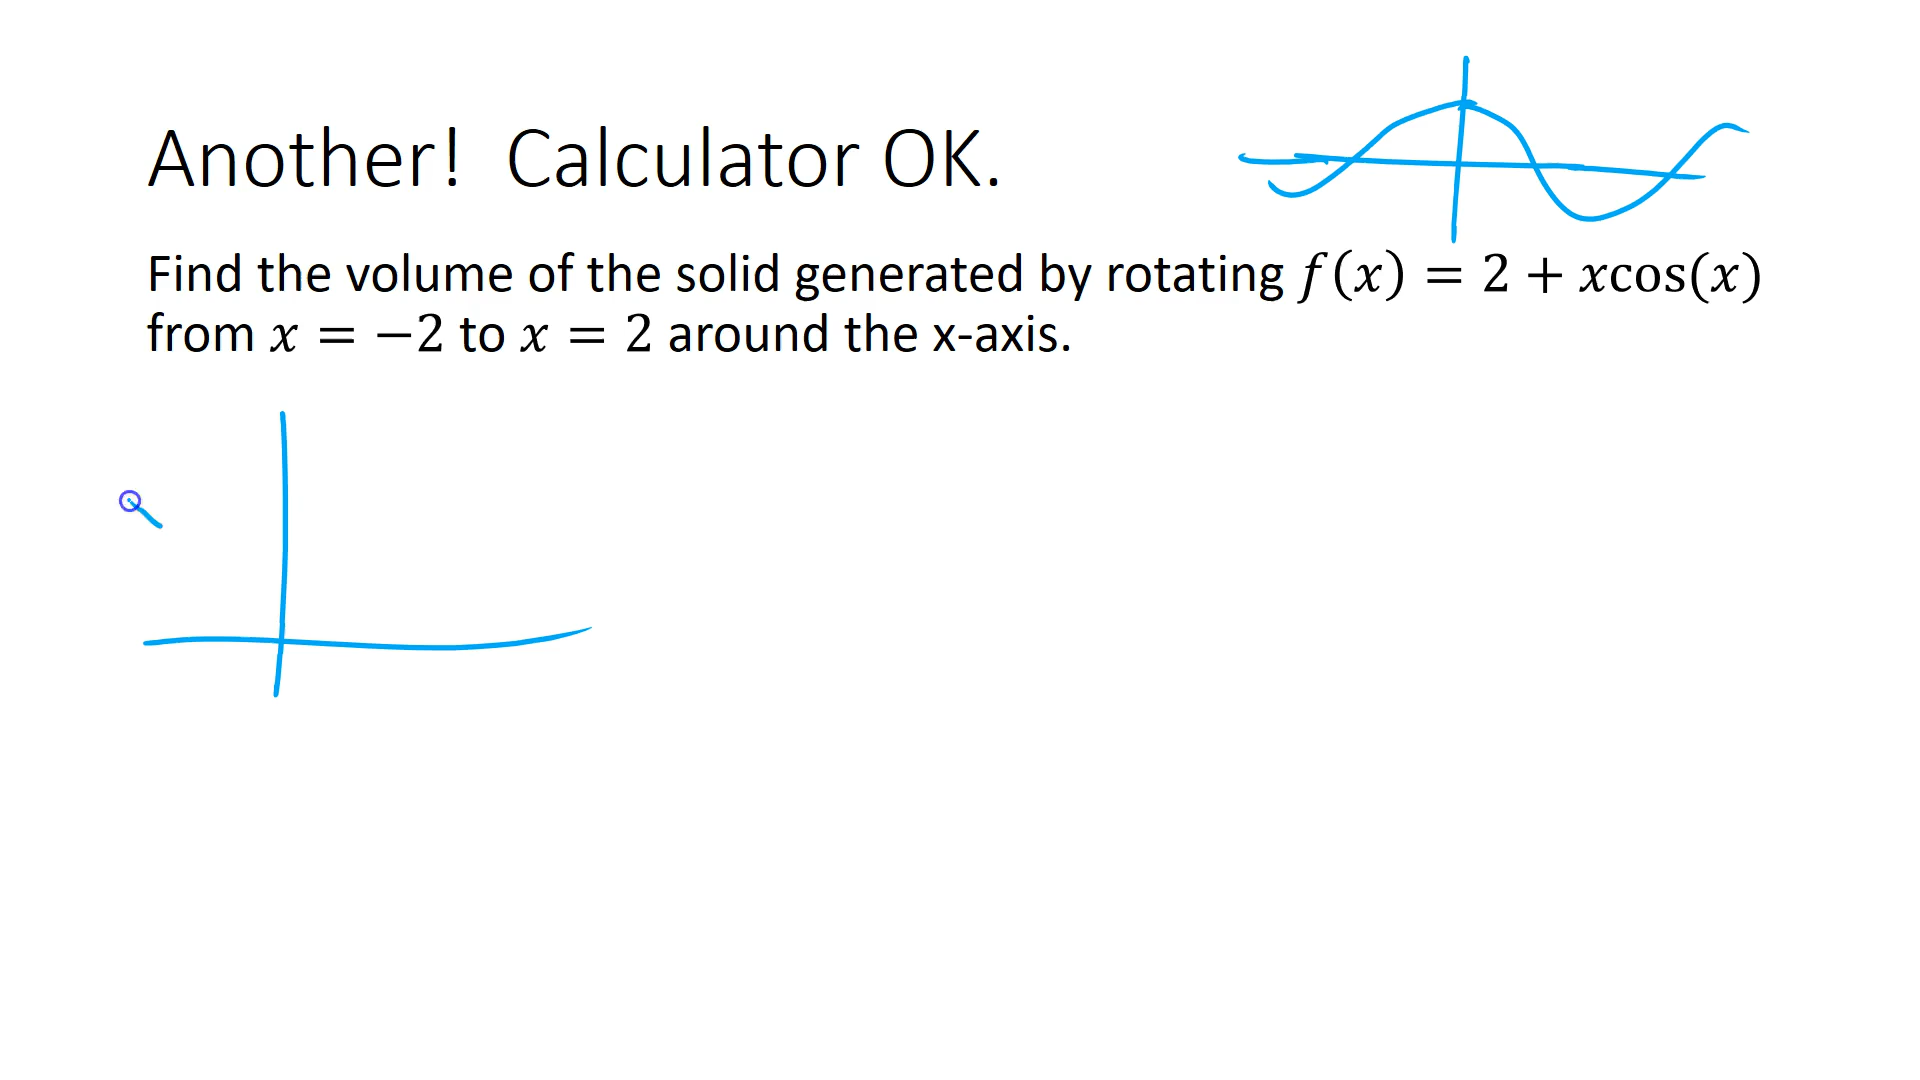 Another! Calculator OK.
Find the volume of the solid generated by rotating 𝑓(𝑥) = 2 + 𝑥cos(𝑥)
from 𝑥 = −2 to 𝑥 = 2 around the x-axis.